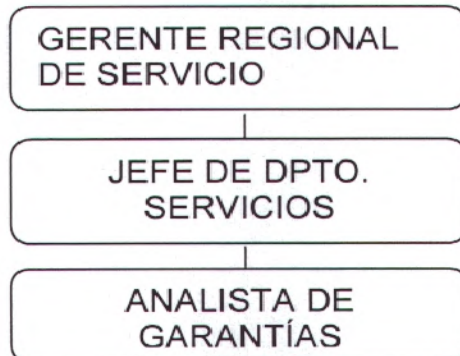 GERENTE REGIONAL
DE SERVICIO
JEFE DE DPTO.
SERVICIOS
ANALISTA DE
GARANTÍAS